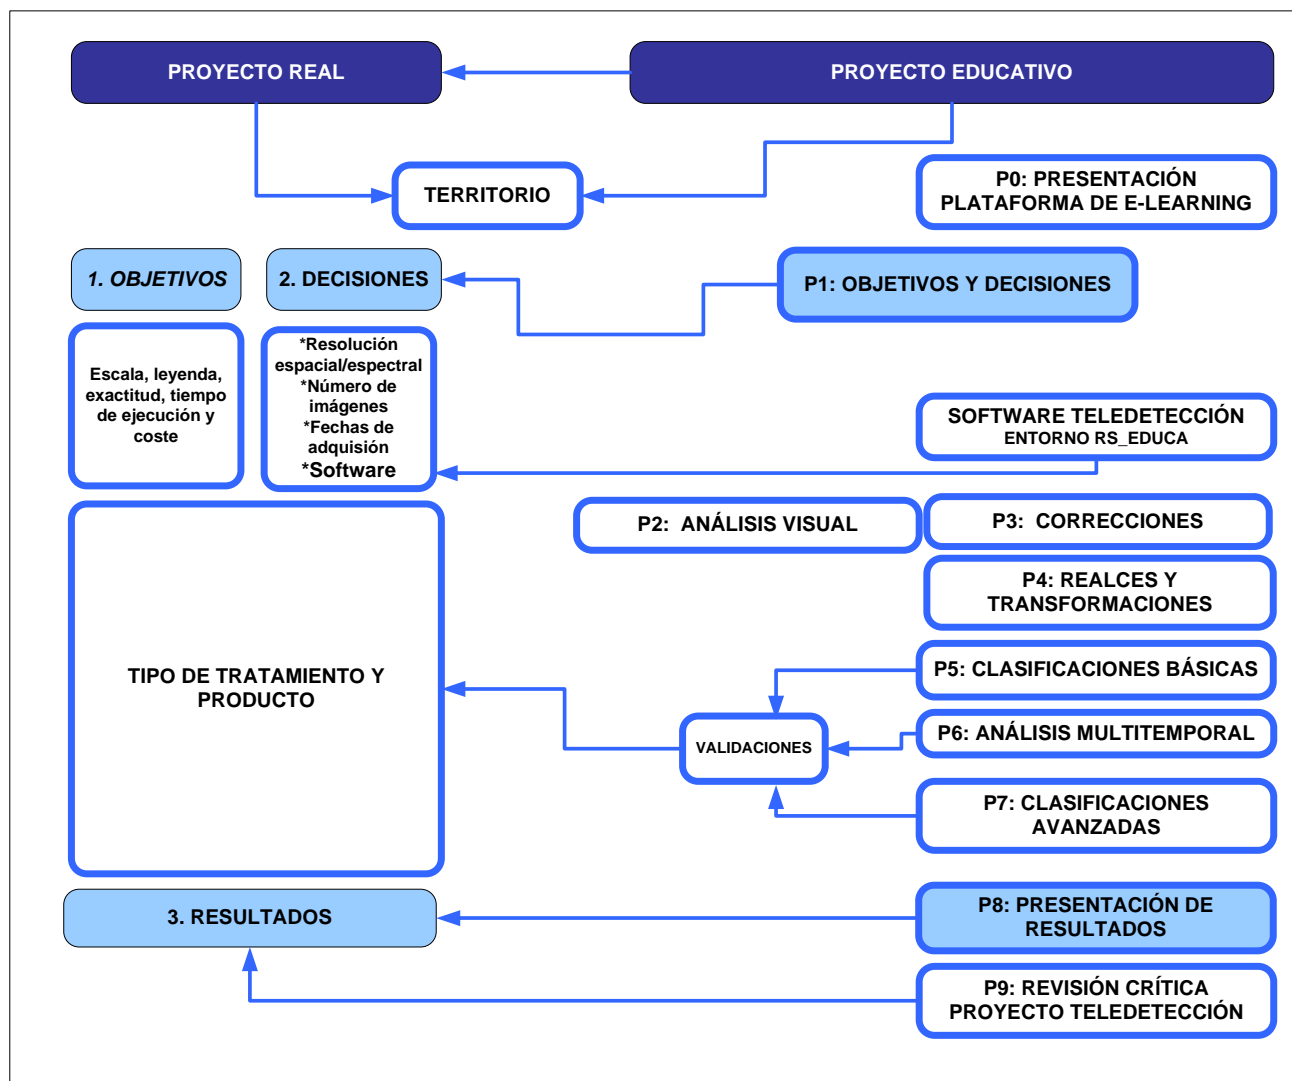 PROYECTO REAL
PROYECTO EDUCATIVO
TERRITORIO
P0: PRESENTACIÓN
PLATAFORMA DE E-LEARNING
1. OBJETIVOS
2. DECISIONES
P1: OBJETIVOS Y DECISIONES
Escala, leyenda,
exactitud, tiempo
de ejecución y
coste
*Resolución
espacial/espectral
*Número de
imágenes
*Fechas de
adquisión
*Software
SOFTWARE TELEDETECCIÓN
ENTORNO RS_EDUCA
P2: ANÁLISIS VISUAL
P3: CORRECCIONES
P4: REALCES Y
TRANSFORMACIONES
TIPO DE TRATAMIENTO Y
PRODUCTO
P5: CLASIFICACIONES BÁSICAS
VALIDACIONES
P6: ANÁLISIS MULTITEMPORAL
P7: CLASIFICACIONES
AVANZADAS
3. RESULTADOS
P8: PRESENTACIÓN DE
RESULTADOS
P9: REVISIÓN CRÍTICA
PROYECTO TELEDETECCIÓN